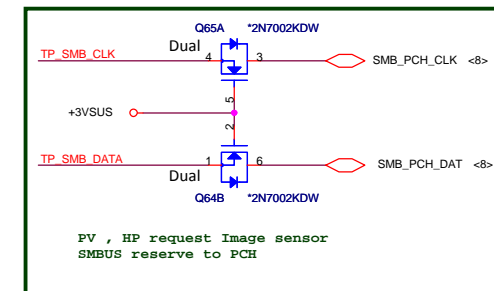 Q65A *2N7002KDW
Dual
TP_SMB_CLK 4 3 SMB_PCH_CLK <8>
5
+3VSUS
2
TP_SMB_DATA 1 6 SMB_PCH_DAT <8>
Dual
Q64B *2N7002KDW
PV , HP request Image sensor
SMBUS reserve to PCH